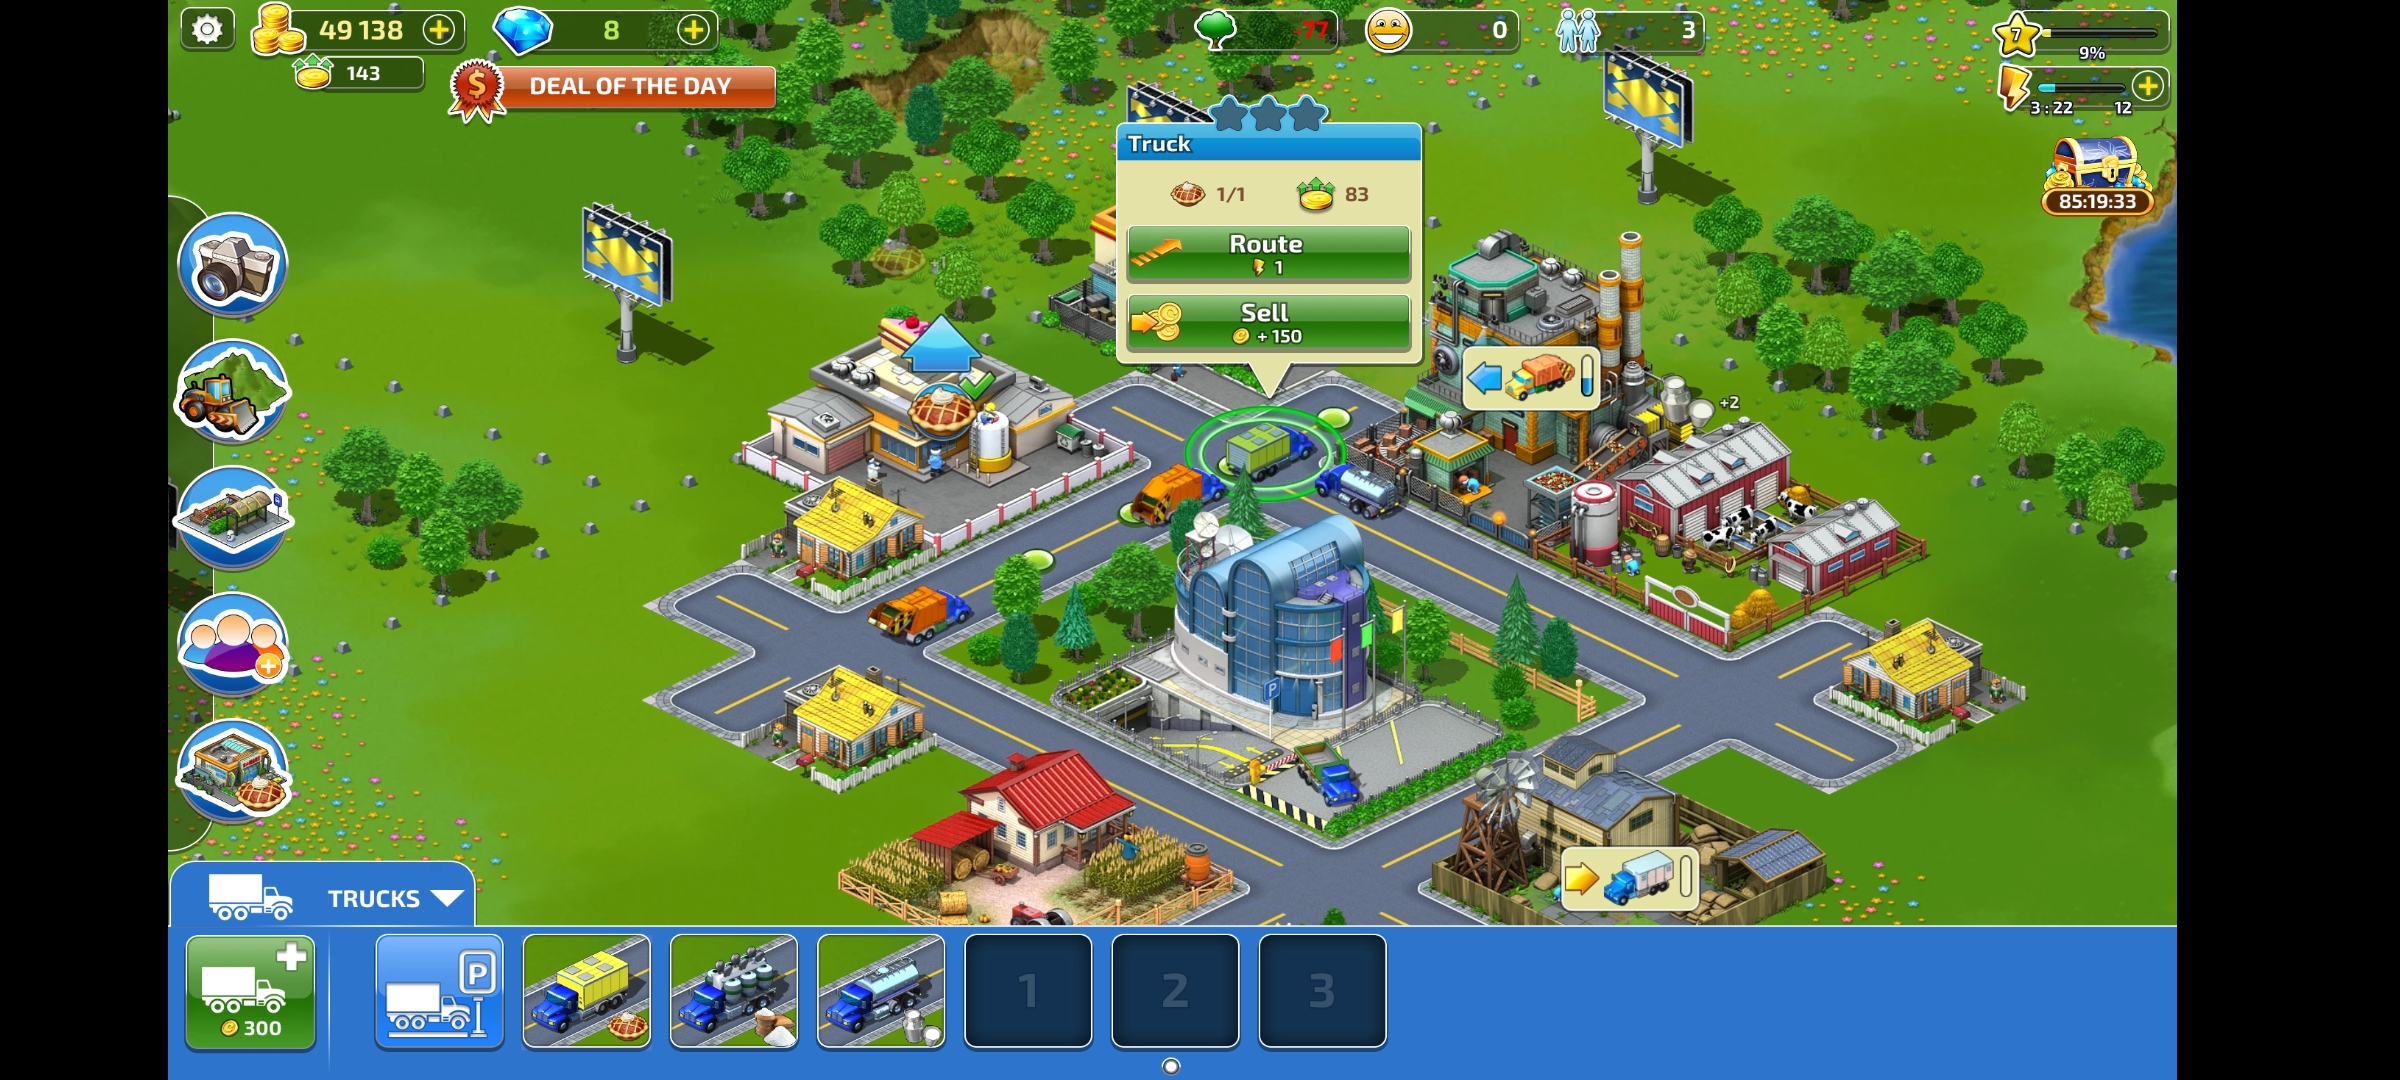 49 138
8
-77
0
3
7
9%
143
DEAL OF THE DAY
3:22
12
Truck
1/1
83
85:19:33
Route
1
Sell
+ 150
+2
P
TRUCKS
P
300
1
2
3